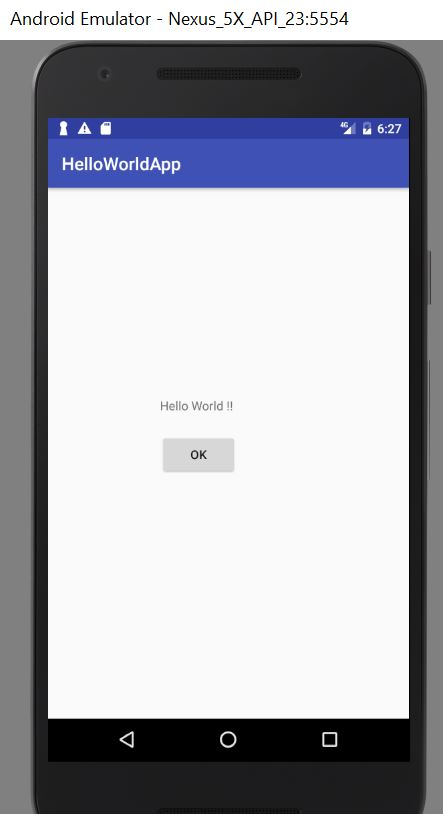 Android Emulator - Nexus_5X_API_23:5554
4G 6:27
HelloWorldApp
Hello World !!
OK